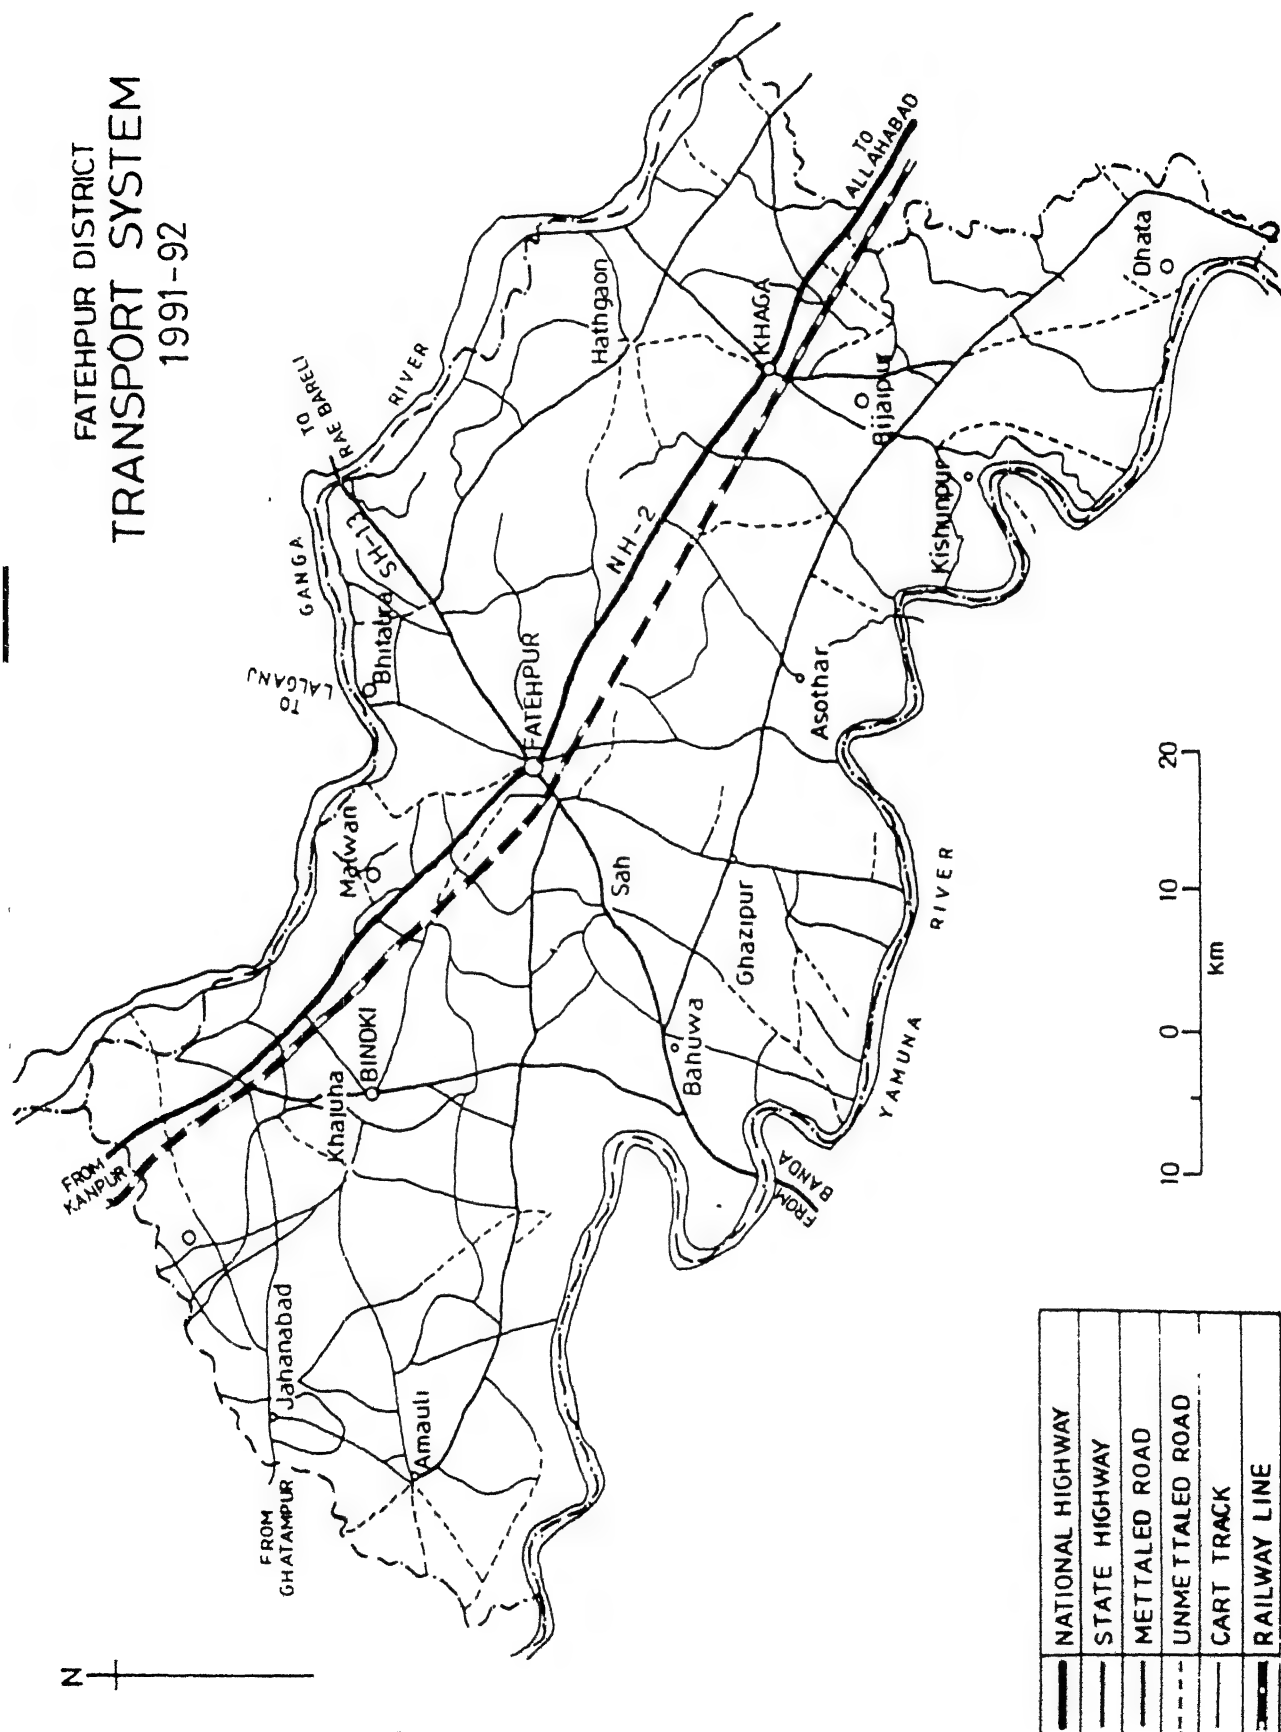 FATEHPUR DISTRICT
TRANSPORT SYSTEM
1991-92
N
FROM
KANPUR
TO
LALGANJ
GANGA
RIVER
TO
RAE BARELI
SH-13
Bhitaura
Malwan
FATEHPUR
NH-2
Hathgaon
KHAGA
TO
ALLAHABAD
BINDKI
Khajuha
Jahanabad
FROM
GHATAMPUR
Amauli
Sah
Bahuwa
Ghazipur
Asothar
Bijaipur
Kishunpur
Dhata
FROM
BANDA
YAMUNA
RIVER
10 0 10 20
km
NATIONAL HIGHWAY
STATE HIGHWAY
METTALED ROAD
UNMETTALED ROAD
CART TRACK
RAILWAY LINE